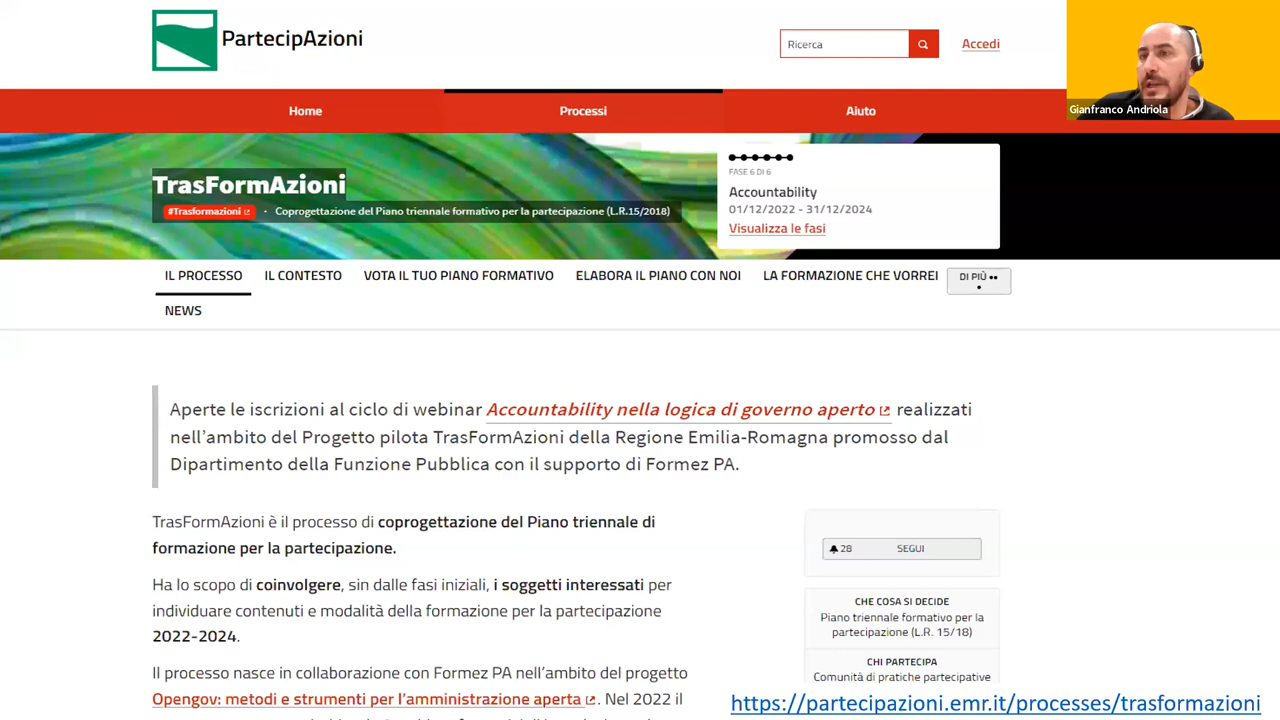 PartecipAzioni
Ricerca
Accedi
Gianfranco Andriola
Home
Processi
Aiuto
TrasFormAzioni
#Trasformazioni - Coprogettazione del Piano triennale formativo per la partecipazione (L.R.15/2018)
FASE 6 DI 6
Accountability
01/12/2022 - 31/12/2024
Visualizza le fasi
IL PROCESSO
IL CONTESTO
VOTA IL TUO PIANO FORMATIVO
ELABORA IL PIANO CON NOI
LA FORMAZIONE CHE VORREI
DI PIÙ
NEWS
Aperte le iscrizioni al ciclo di webinar Accountability nella logica di governo aperto realizzati
nell'ambito del Progetto pilota TrasFormAzioni della Regione Emilia-Romagna promosso dal
Dipartimento della Funzione Pubblica con il supporto di Formez PA.
TrasFormAzioni è il processo di coprogettazione del Piano triennale di
formazione per la partecipazione.
Ha lo scopo di coinvolgere, sin dalle fasi iniziali, i soggetti interessati per
individuare contenuti e modalità della formazione per la partecipazione
2022-2024.
Il processo nasce in collaborazione con Formez PA nell'ambito del progetto
Opengov: metodi e strumenti per l'amministrazione aperta. Nel 2022 il
28 SEGUI
CHE COSA SI DECIDE
Piano triennale formativo per la
partecipazione (L.R. 15/18)
CHI PARTECIPA
Comunità di pratiche partecipative
https://partecipazioni.emr.it/processes/trasformazioni